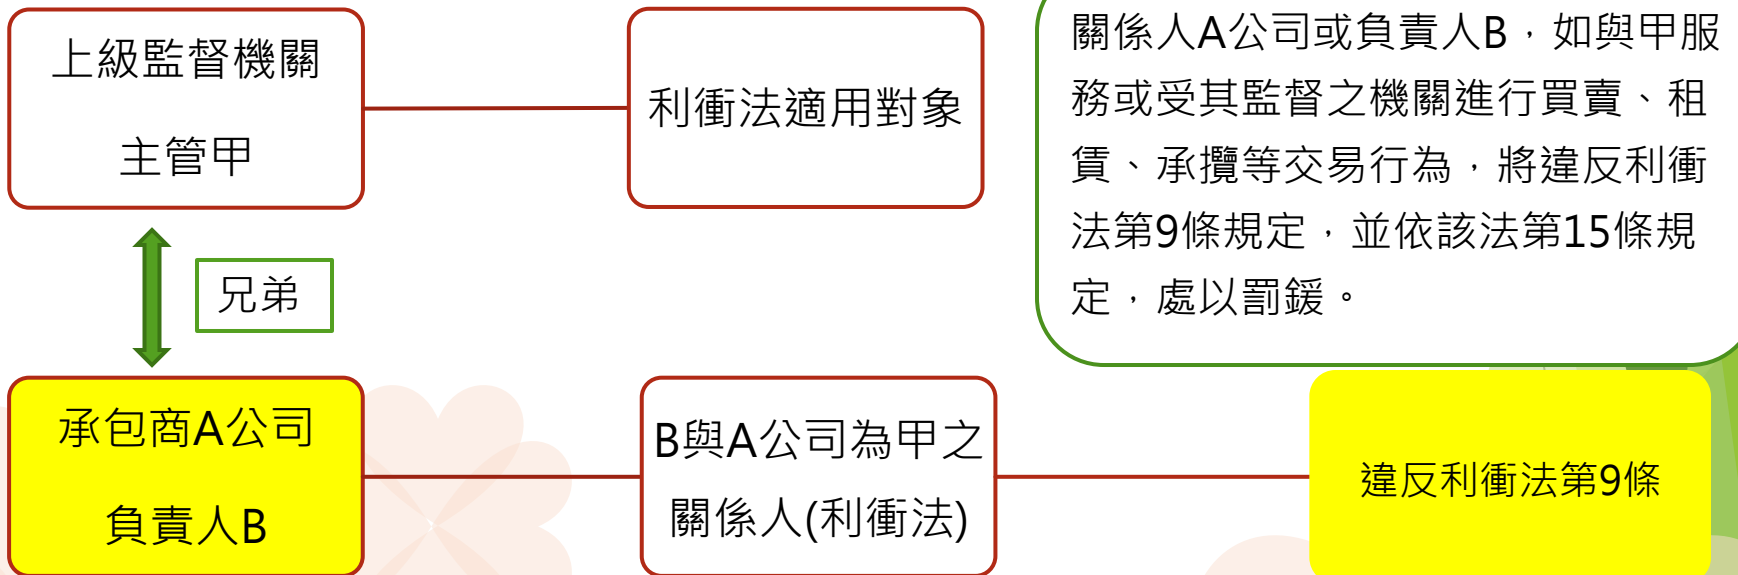 上級監督機關
主管甲
利衝法適用對象
關係人A公司或負責人B，如與甲服
務或受其監督之機關進行買賣、租
賃、承攬等交易行為，將違反利衝
法第9條規定，並依該法第15條規
定，處以罰鍰。
兄弟
承包商A公司
負責人B
B與A公司為甲之
關係人(利衝法)
違反利衝法第9條